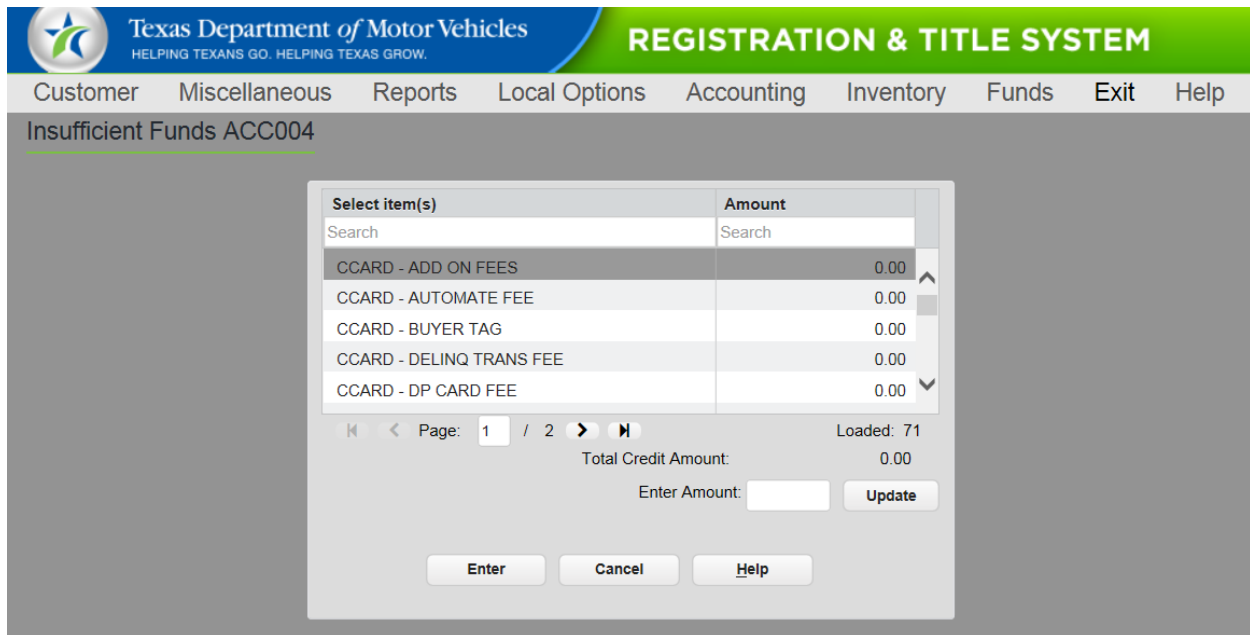 Texas Department of Motor Vehicles
HELPING TEXANS GO. HELPING TEXAS GROW.
REGISTRATION & TITLE SYSTEM
Customer Miscellaneous Reports Local Options Accounting Inventory Funds Exit Help
Insufficient Funds ACC004
Select item(s) Amount
Search Search
CCARD - ADD ON FEES 0.00
CCARD - AUTOMATE FEE 0.00
CCARD - BUYER TAG 0.00
CCARD - DELINQ TRANS FEE 0.00
CCARD - DP CARD FEE 0.00
Page: 1 / 2 Loaded: 71
Total Credit Amount: 0.00
Enter Amount: Update
Enter Cancel Help